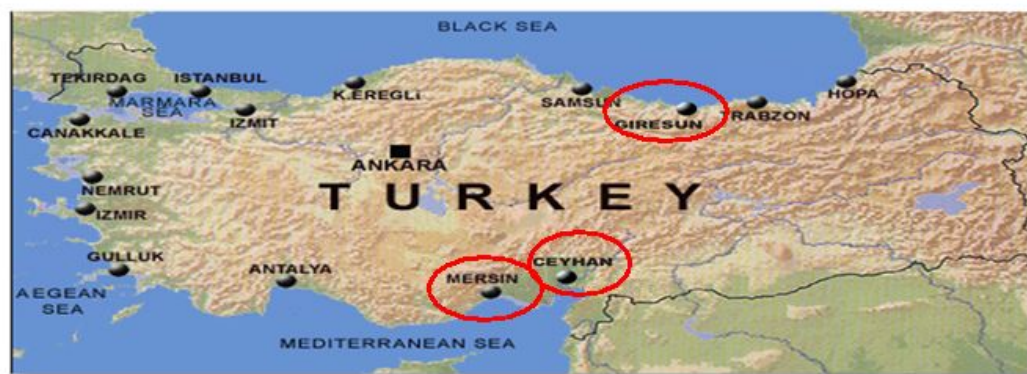 BLACK SEA
TEKIRDAG
ISTANBUL
K.EREGLi
SAMSUN
HOPA
MARMARA
SEA
IZMIT
GIRESUN
TRABZON
CANAKKALE
ANKARA
NEMRUT
TURKEY
IZMIR
GULLUK
ANTALYA
MERSIN
CEYHAN
AEGEAN
SEA
MEDITERRANEAN SEA